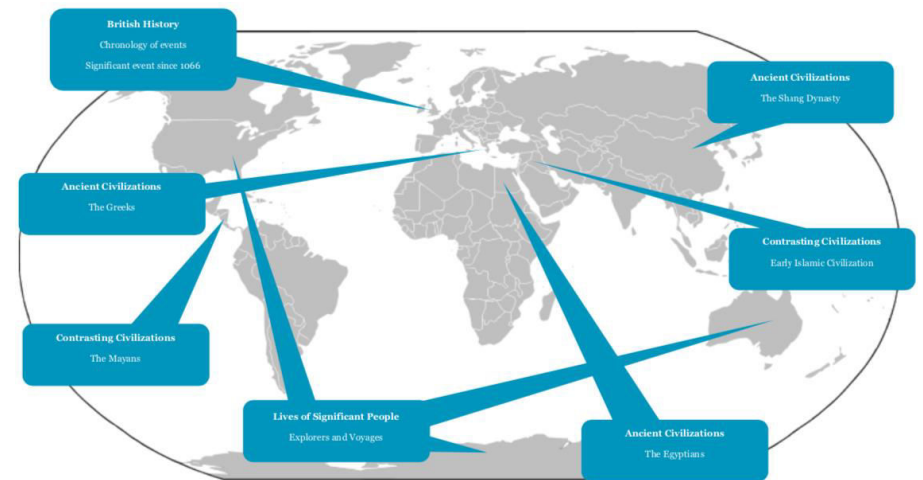 British History
Chronology of events
Significant event since 1066
Ancient Civilizations
The Shang Dynasty
Ancient Civilizations
The Greeks
Contrasting Civilizations
Early Islamic Civilization
Contrasting Civilizations
The Mayans
Lives of Significant People
Explorers and Voyages
Ancient Civilizations
The Egyptians